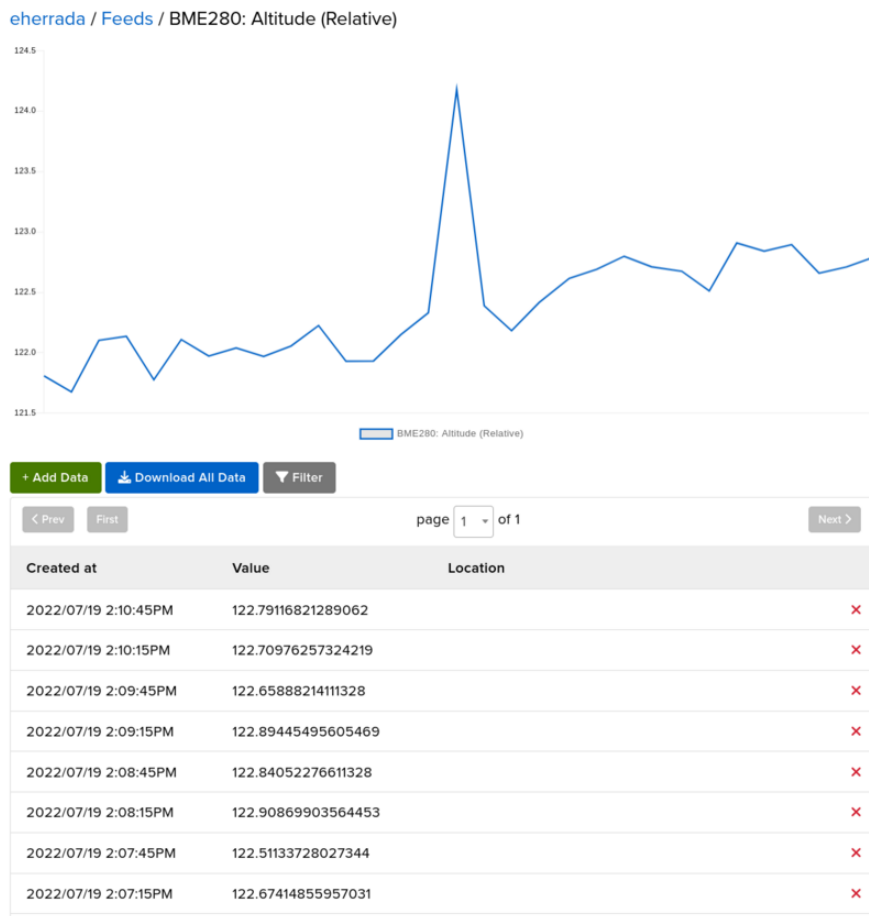 eherrada / Feeds / BME280: Altitude (Relative)
124.5
124.0
123.5
123.0
122.5
122.0
121.5
BME280: Altitude (Relative)
+ Add Data Download All Data Filter
< Prev First page 1 of 1 Next >
Created at Value Location
2022/07/19 2:10:45PM 122.79116821289062
2022/07/19 2:10:15PM 122.70976257324219
2022/07/19 2:09:45PM 122.65888214111328
2022/07/19 2:09:15PM 122.89445495605469
2022/07/19 2:08:45PM 122.84052276611328
2022/07/19 2:08:15PM 122.90869903564453
2022/07/19 2:07:45PM 122.51133728027344
2022/07/19 2:07:15PM 122.67414855957031